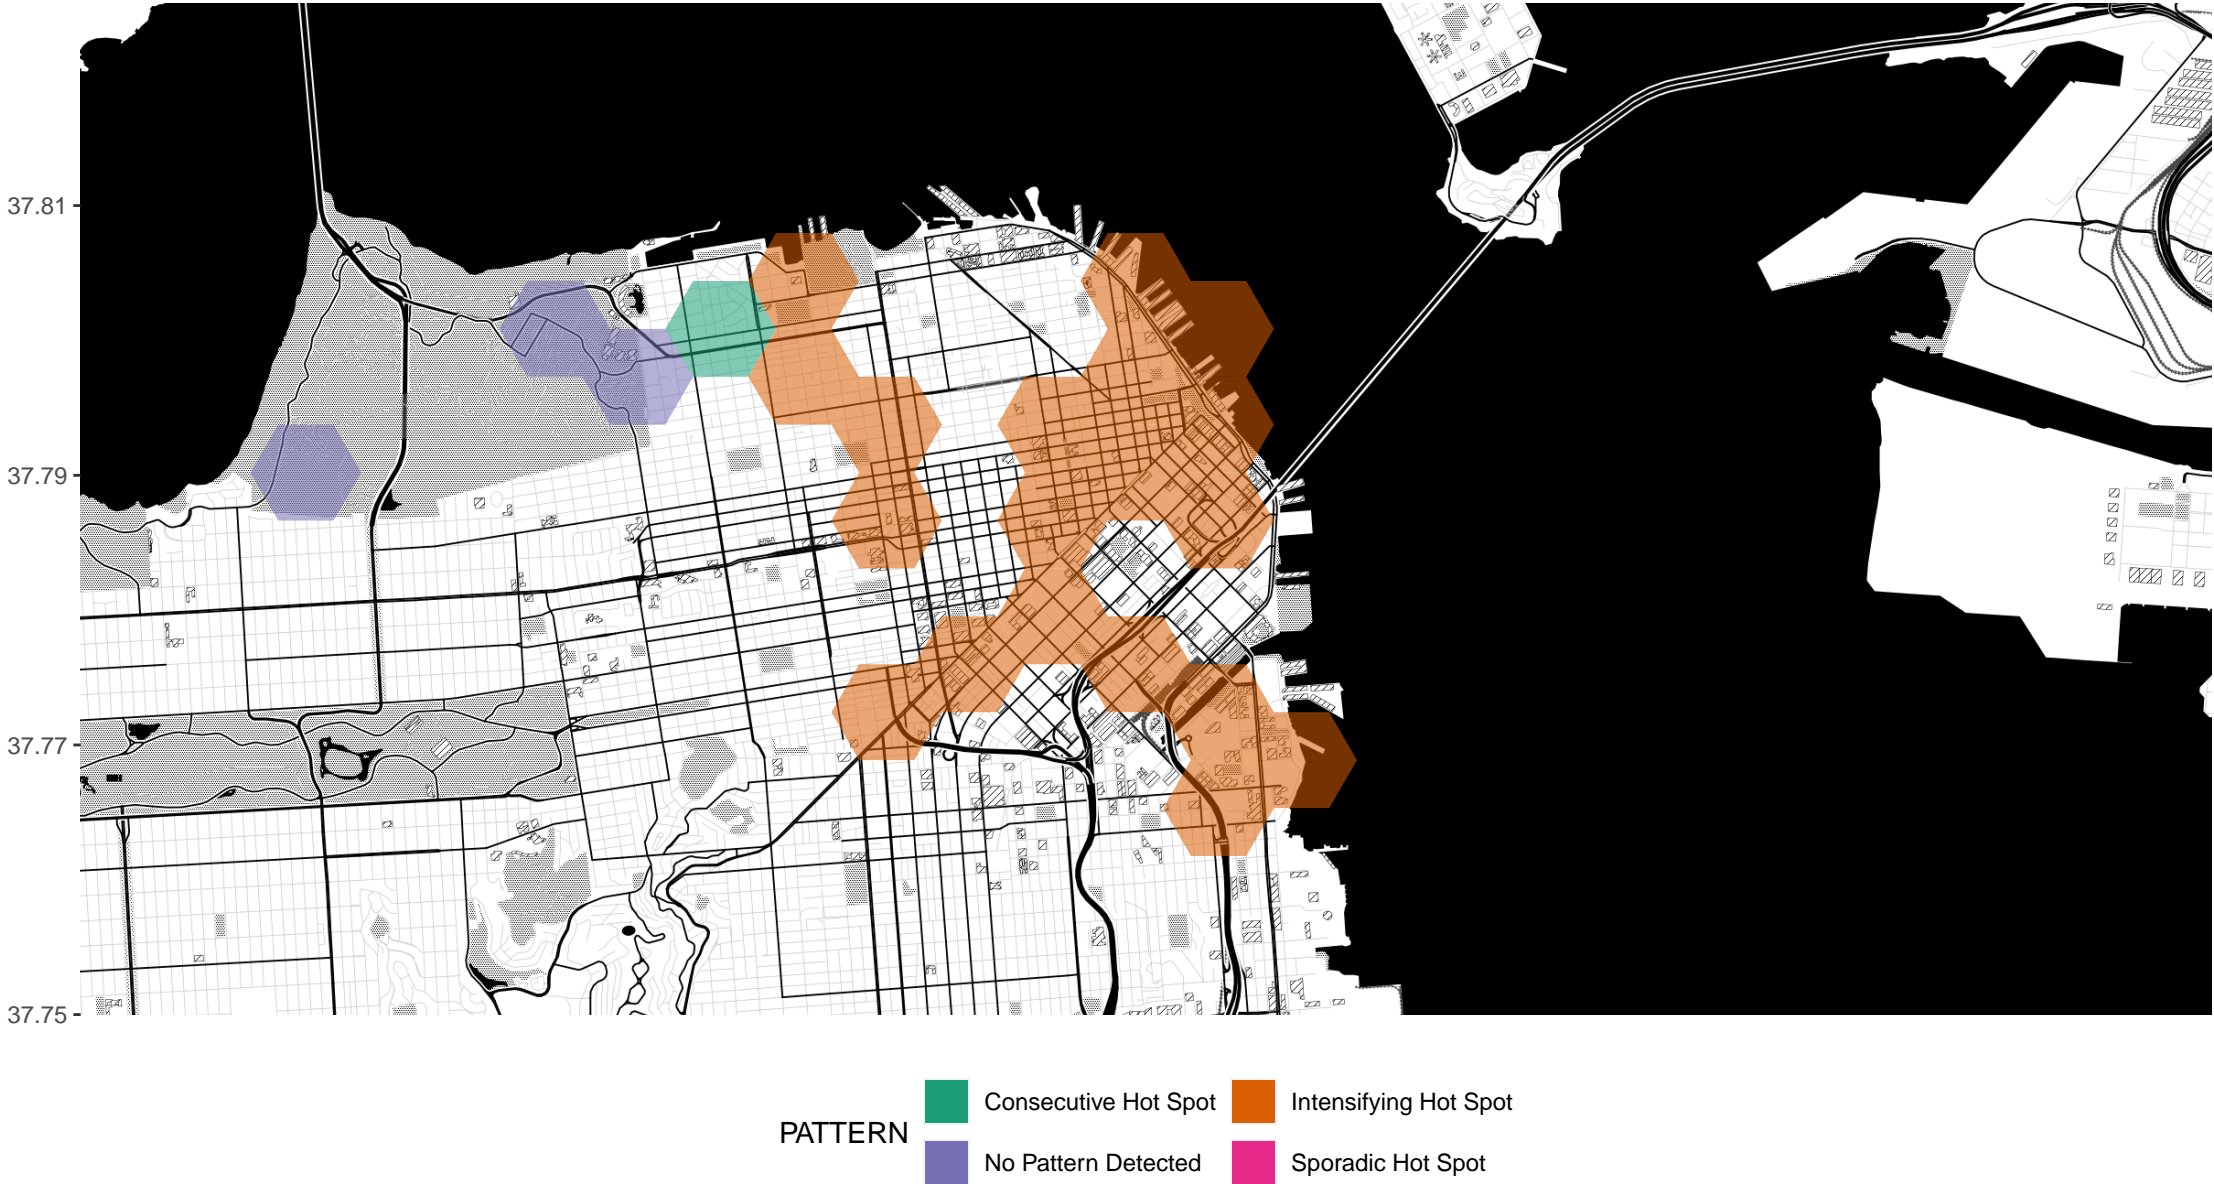 37.81
37.79
37.77
37.75
PATTERN
Consecutive Hot Spot
Intensifying Hot Spot
No Pattern Detected
Sporadic Hot Spot